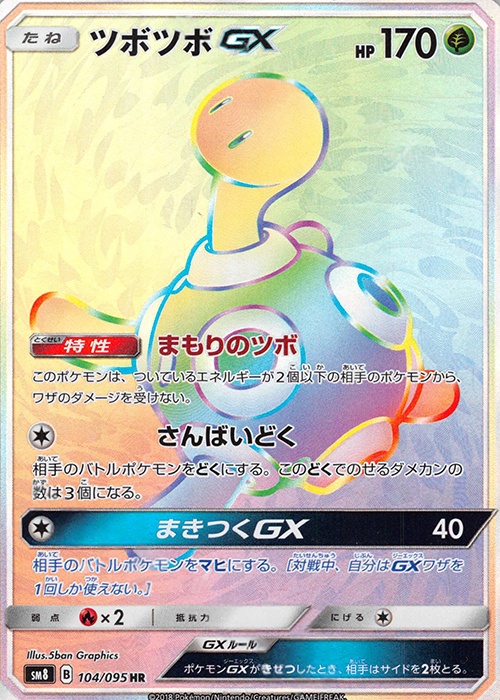 たね ツボツボGX HP 170
特性 まもりのツボ
このポケモンは、ついているエネルギーが2個以下の相手のポケモンから、
ワザのダメージを受けない。
さんばいどく
相手のバトルポケモンをどくにする。このどくでのせるダメカンの
数は3個になる。
まきつくGX 40
相手のバトルポケモンをマヒにする。[対戦中、自分はGXワザを
1回しか使えない。]
弱点 ×2 抵抗力 にげる
GXルール
ポケモンGXがきぜつしたとき、相手はサイドを2枚とる。
Illus.5ban Graphics
SM8 B 104/095 HR
©2018 Pokémon/Nintendo/Creatures/GAME FREAK.